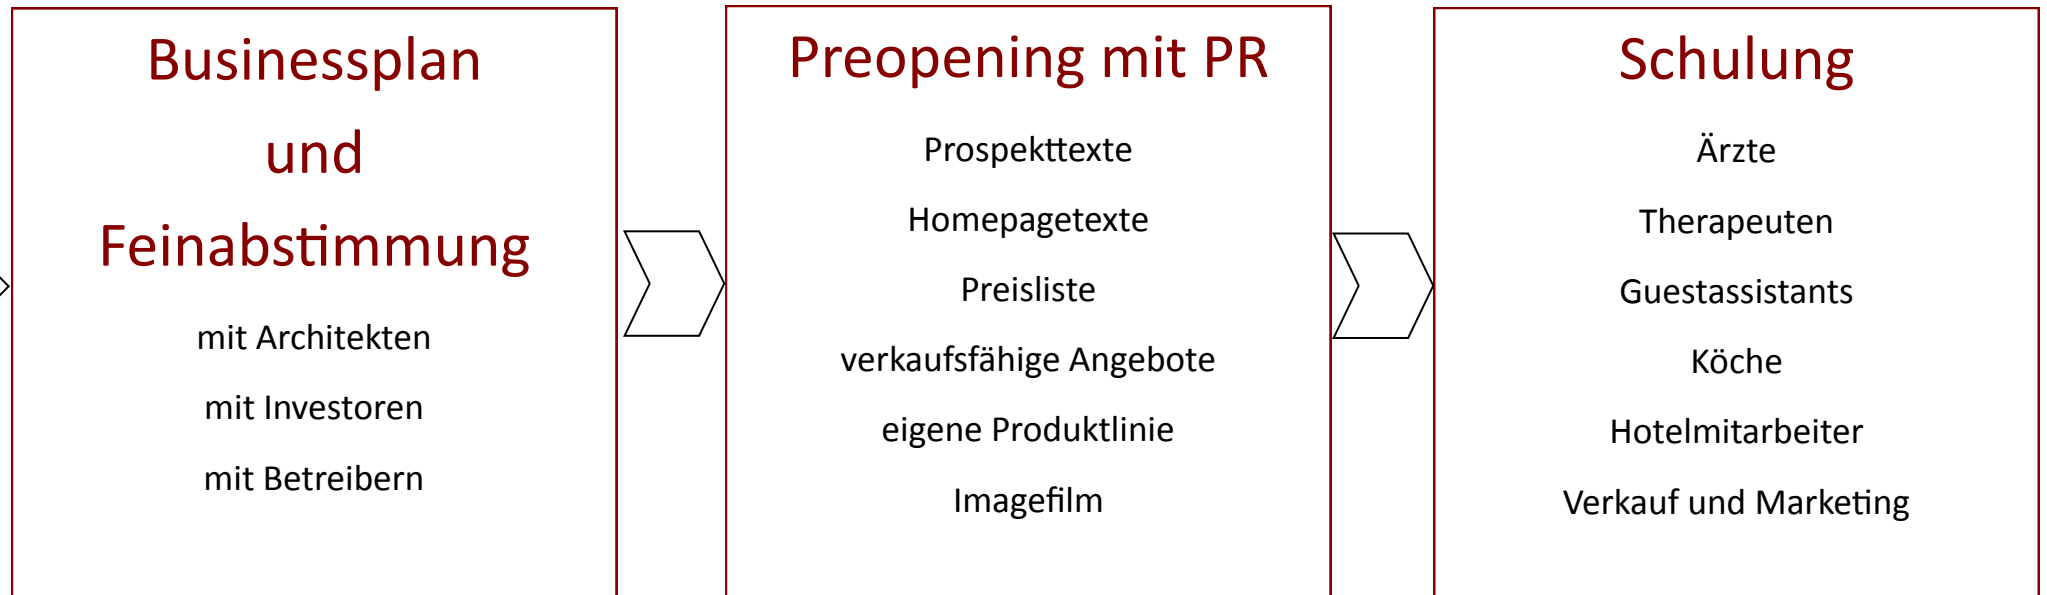 Businessplan
und
Feinabstimmung
mit Architekten
mit Investoren
mit Betreibern
Preopening mit PR
Prospekttexte
Homepagetexte
Preisliste
verkaufsfähige Angebote
eigene Produktlinie
Imagefilm
Schulung
Ärzte
Therapeuten
Guestassistants
Köche
Hotelmitarbeiter
Verkauf und Marketing